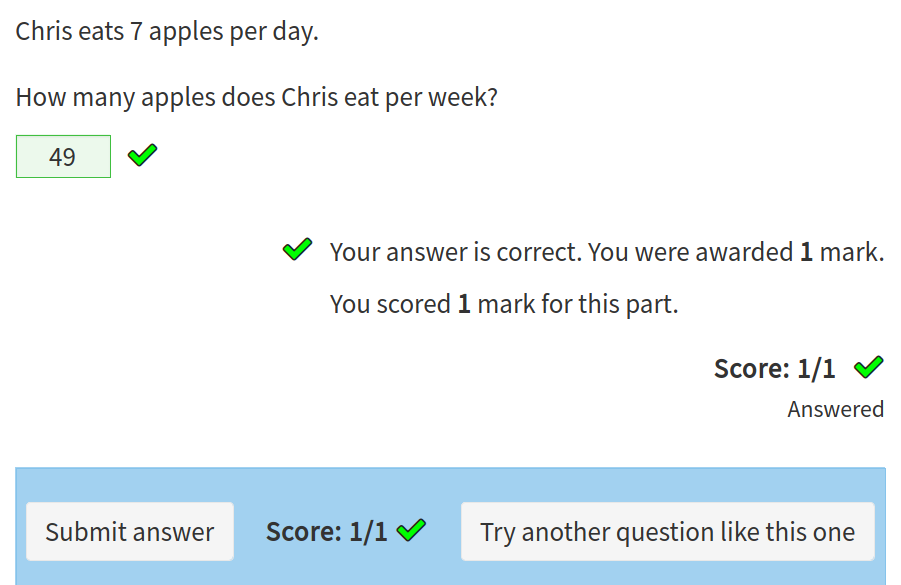 Chris eats 7 apples per day.
How many apples does Chris eat per week?
49
Your answer is correct. You were awarded 1 mark.
You scored 1 mark for this part.
Score: 1/1
Answered
Submit answer
Score: 1/1
Try another question like this one